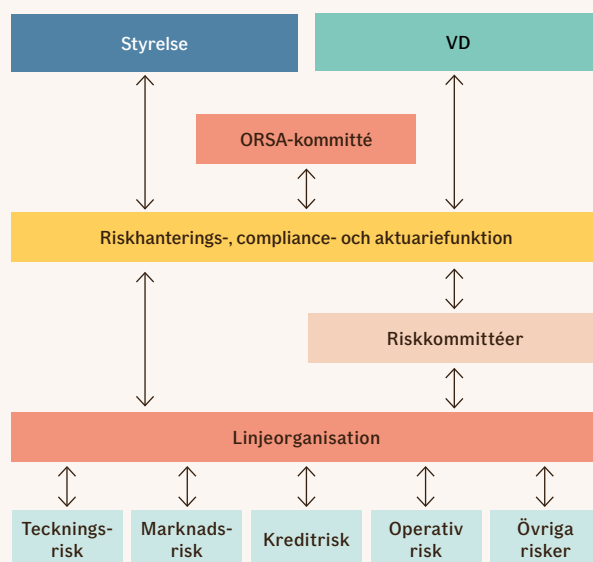 Styrelse
VD
ORSA-kommitté
Riskhanterings-, compliance- och aktuariefunktion
Riskkommittéer
Linjeorganisation
Tecknings-
risk
Marknads-
risk
Kreditrisk
Operativ
risk
Övriga
risker